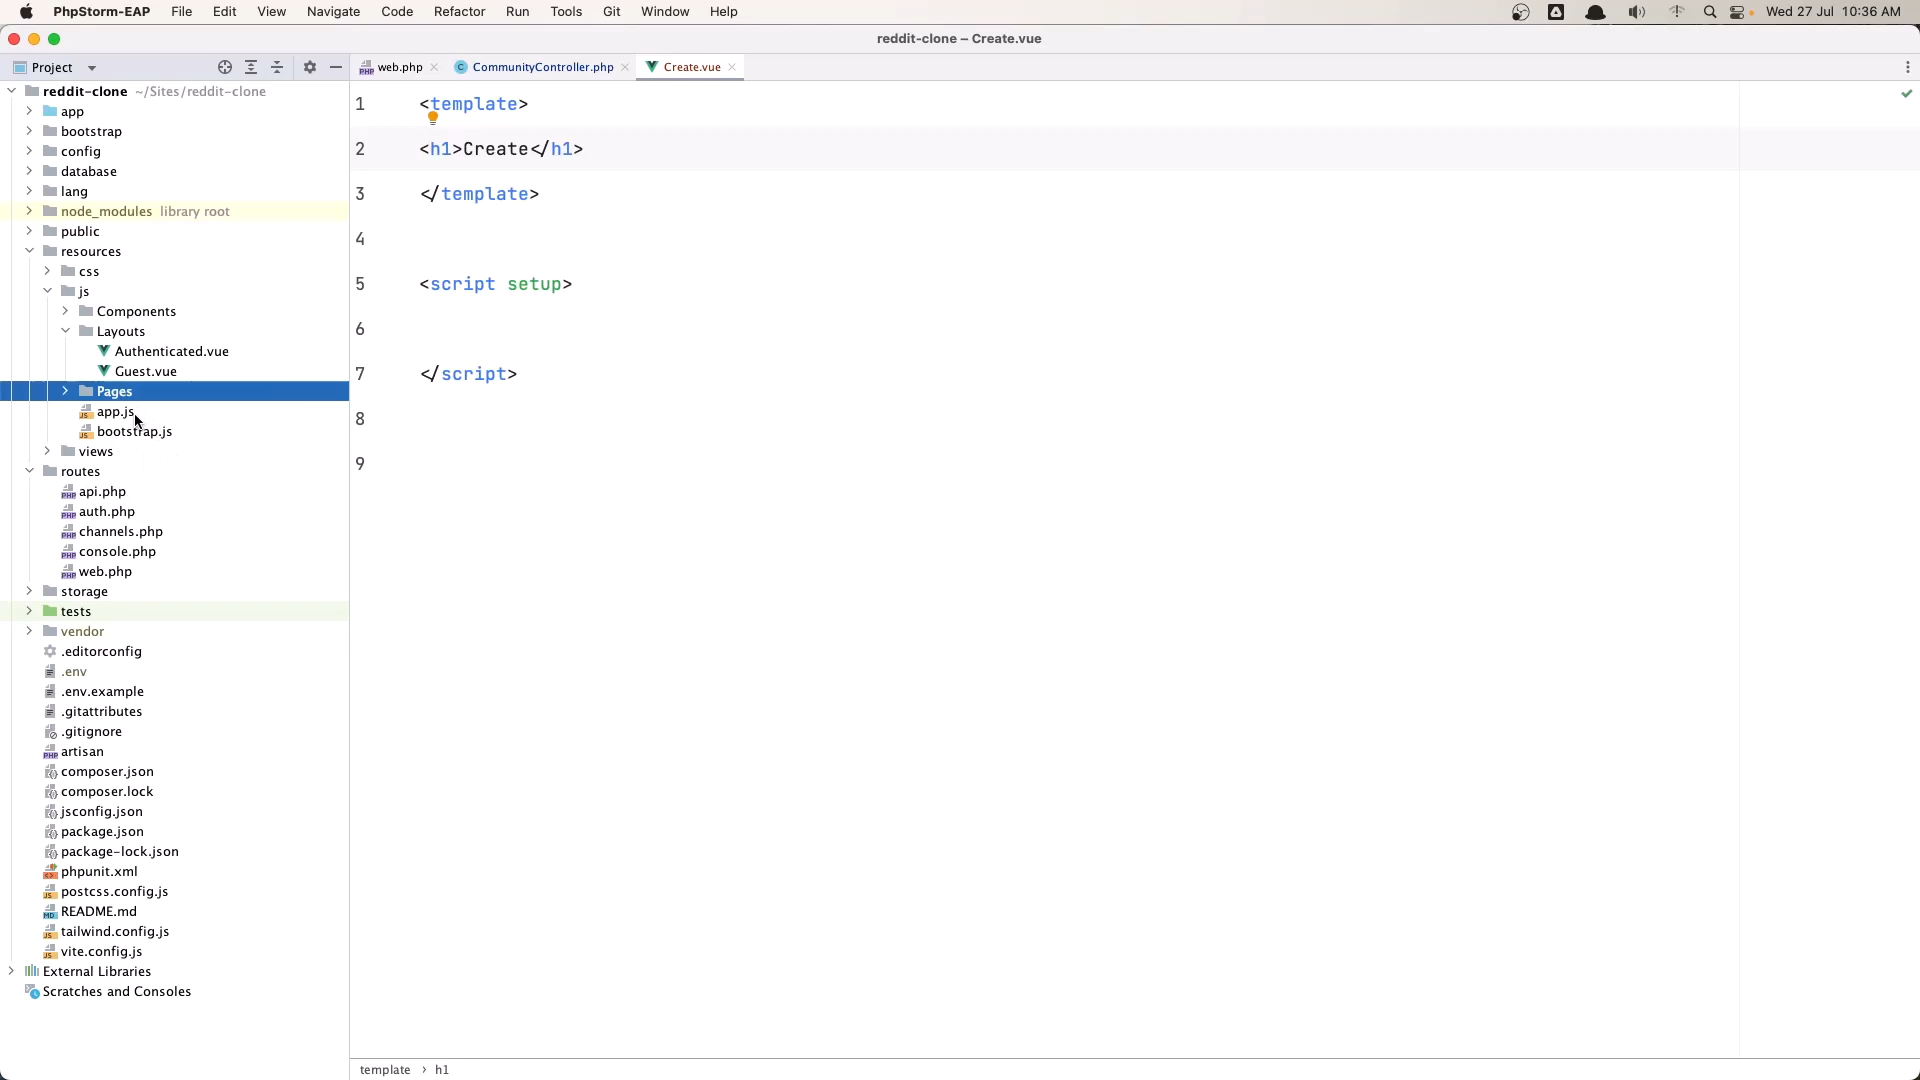 PhpStorm-EAP File Edit View Navigate Code Refactor Run Tools Git Window Help Wed 27 Jul 10:36 AM
reddit-clone – Create.vue
Project web.php CommunityController.php Create.vue
reddit-clone ~/Sites/reddit-clone
app
bootstrap
config
database
lang
node_modules library root
public
resources
css
js
Components
Layouts
Authenticated.vue
Guest.vue
Pages
app.js
bootstrap.js
views
routes
api.php
auth.php
channels.php
console.php
web.php
storage
tests
vendor
.editorconfig
.env
.env.example
.gitattributes
.gitignore
artisan
composer.json
composer.lock
jsconfig.json
package.json
package-lock.json
phpunit.xml
postcss.config.js
README.md
tailwind.config.js
vite.config.js
External Libraries
Scratches and Consoles
1 <template>
2 <h1>Create</h1>
3 </template>
4
5 <script setup>
6
7 </script>
8
9
template › h1